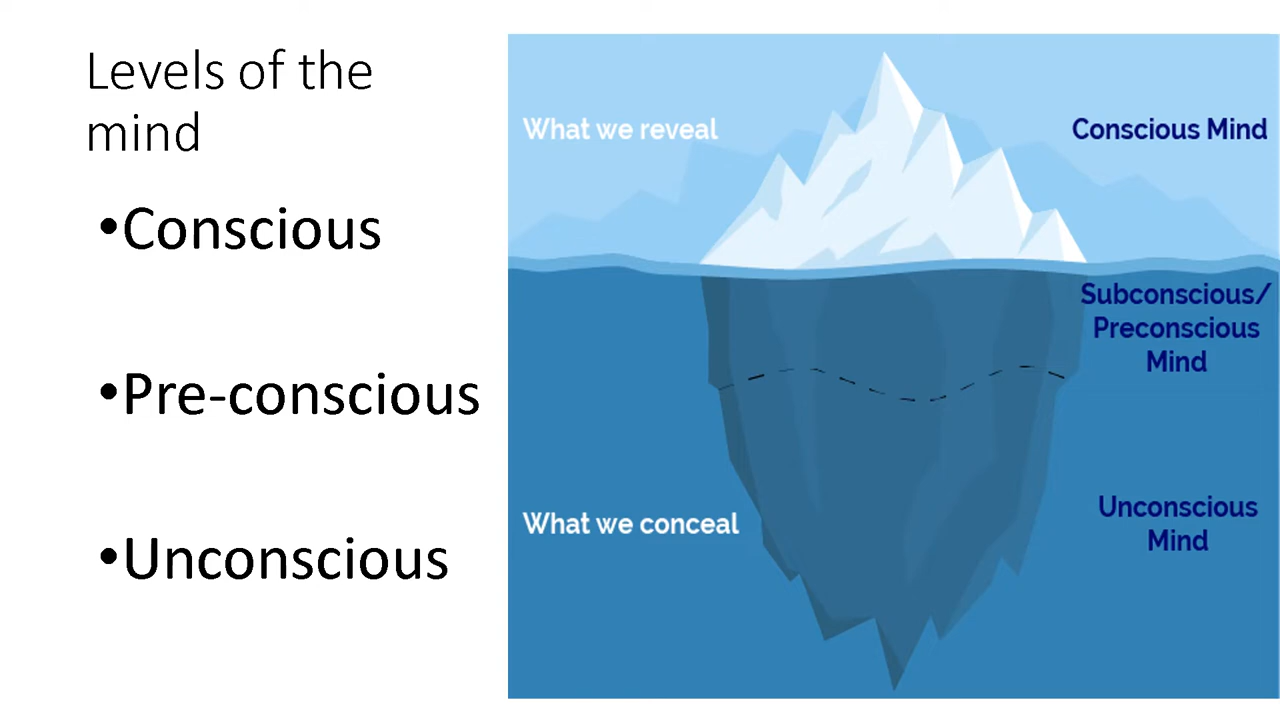 Levels of the
mind
•Conscious
•Pre-conscious
•Unconscious
What we reveal
Conscious Mind
Subconscious/
Preconscious
Mind
What we conceal
Unconscious
Mind